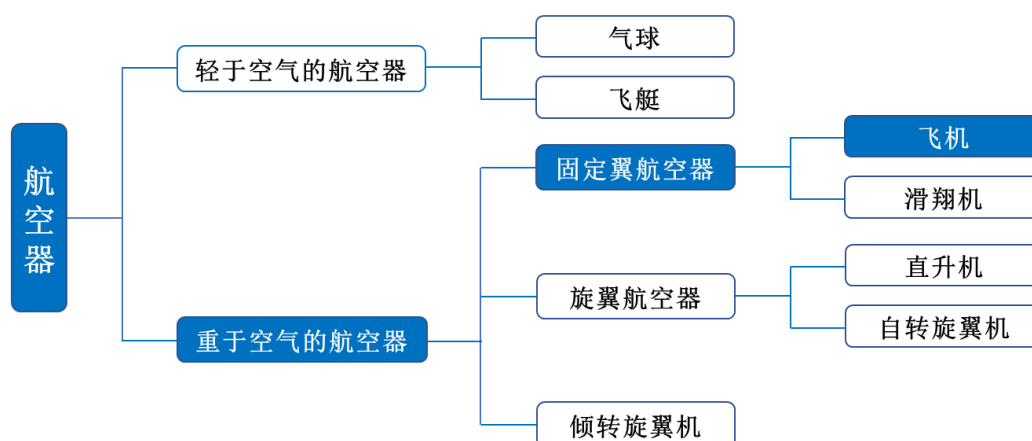 航空器
轻于空气的航空器
气球
飞艇
重于空气的航空器
固定翼航空器
飞机
滑翔机
旋翼航空器
直升机
自转旋翼机
倾转旋翼机